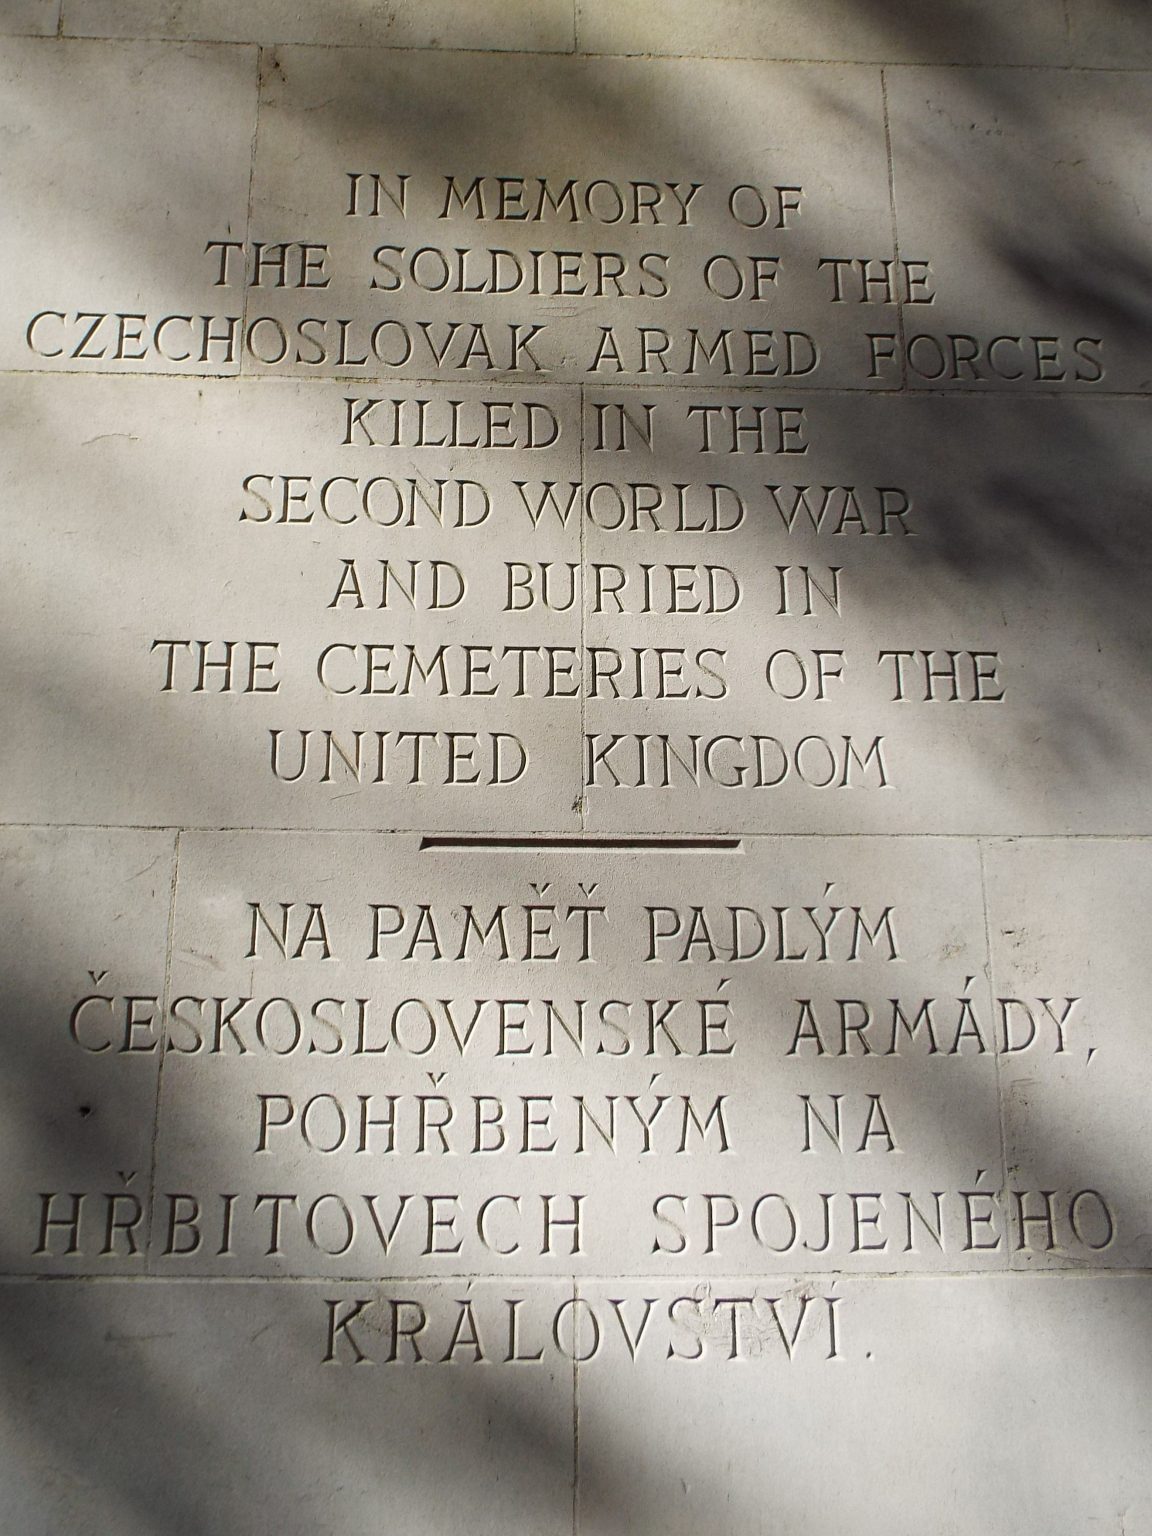 IN MEMORY OF
THE SOLDIERS OF THE
CZECHOSLOVAK ARMED FORCES
KILLED IN THE
SECOND WORLD WAR
AND BURIED IN
THE CEMETERIES OF THE
UNITED KINGDOM
NA PAMĚŤ PADLÝM
ČESKOSLOVENSKÉ ARMÁDY,
POHŘBENÝM NA
HŘBITOVECH SPOJENÉHO
KRÁLOVSTVÍ.